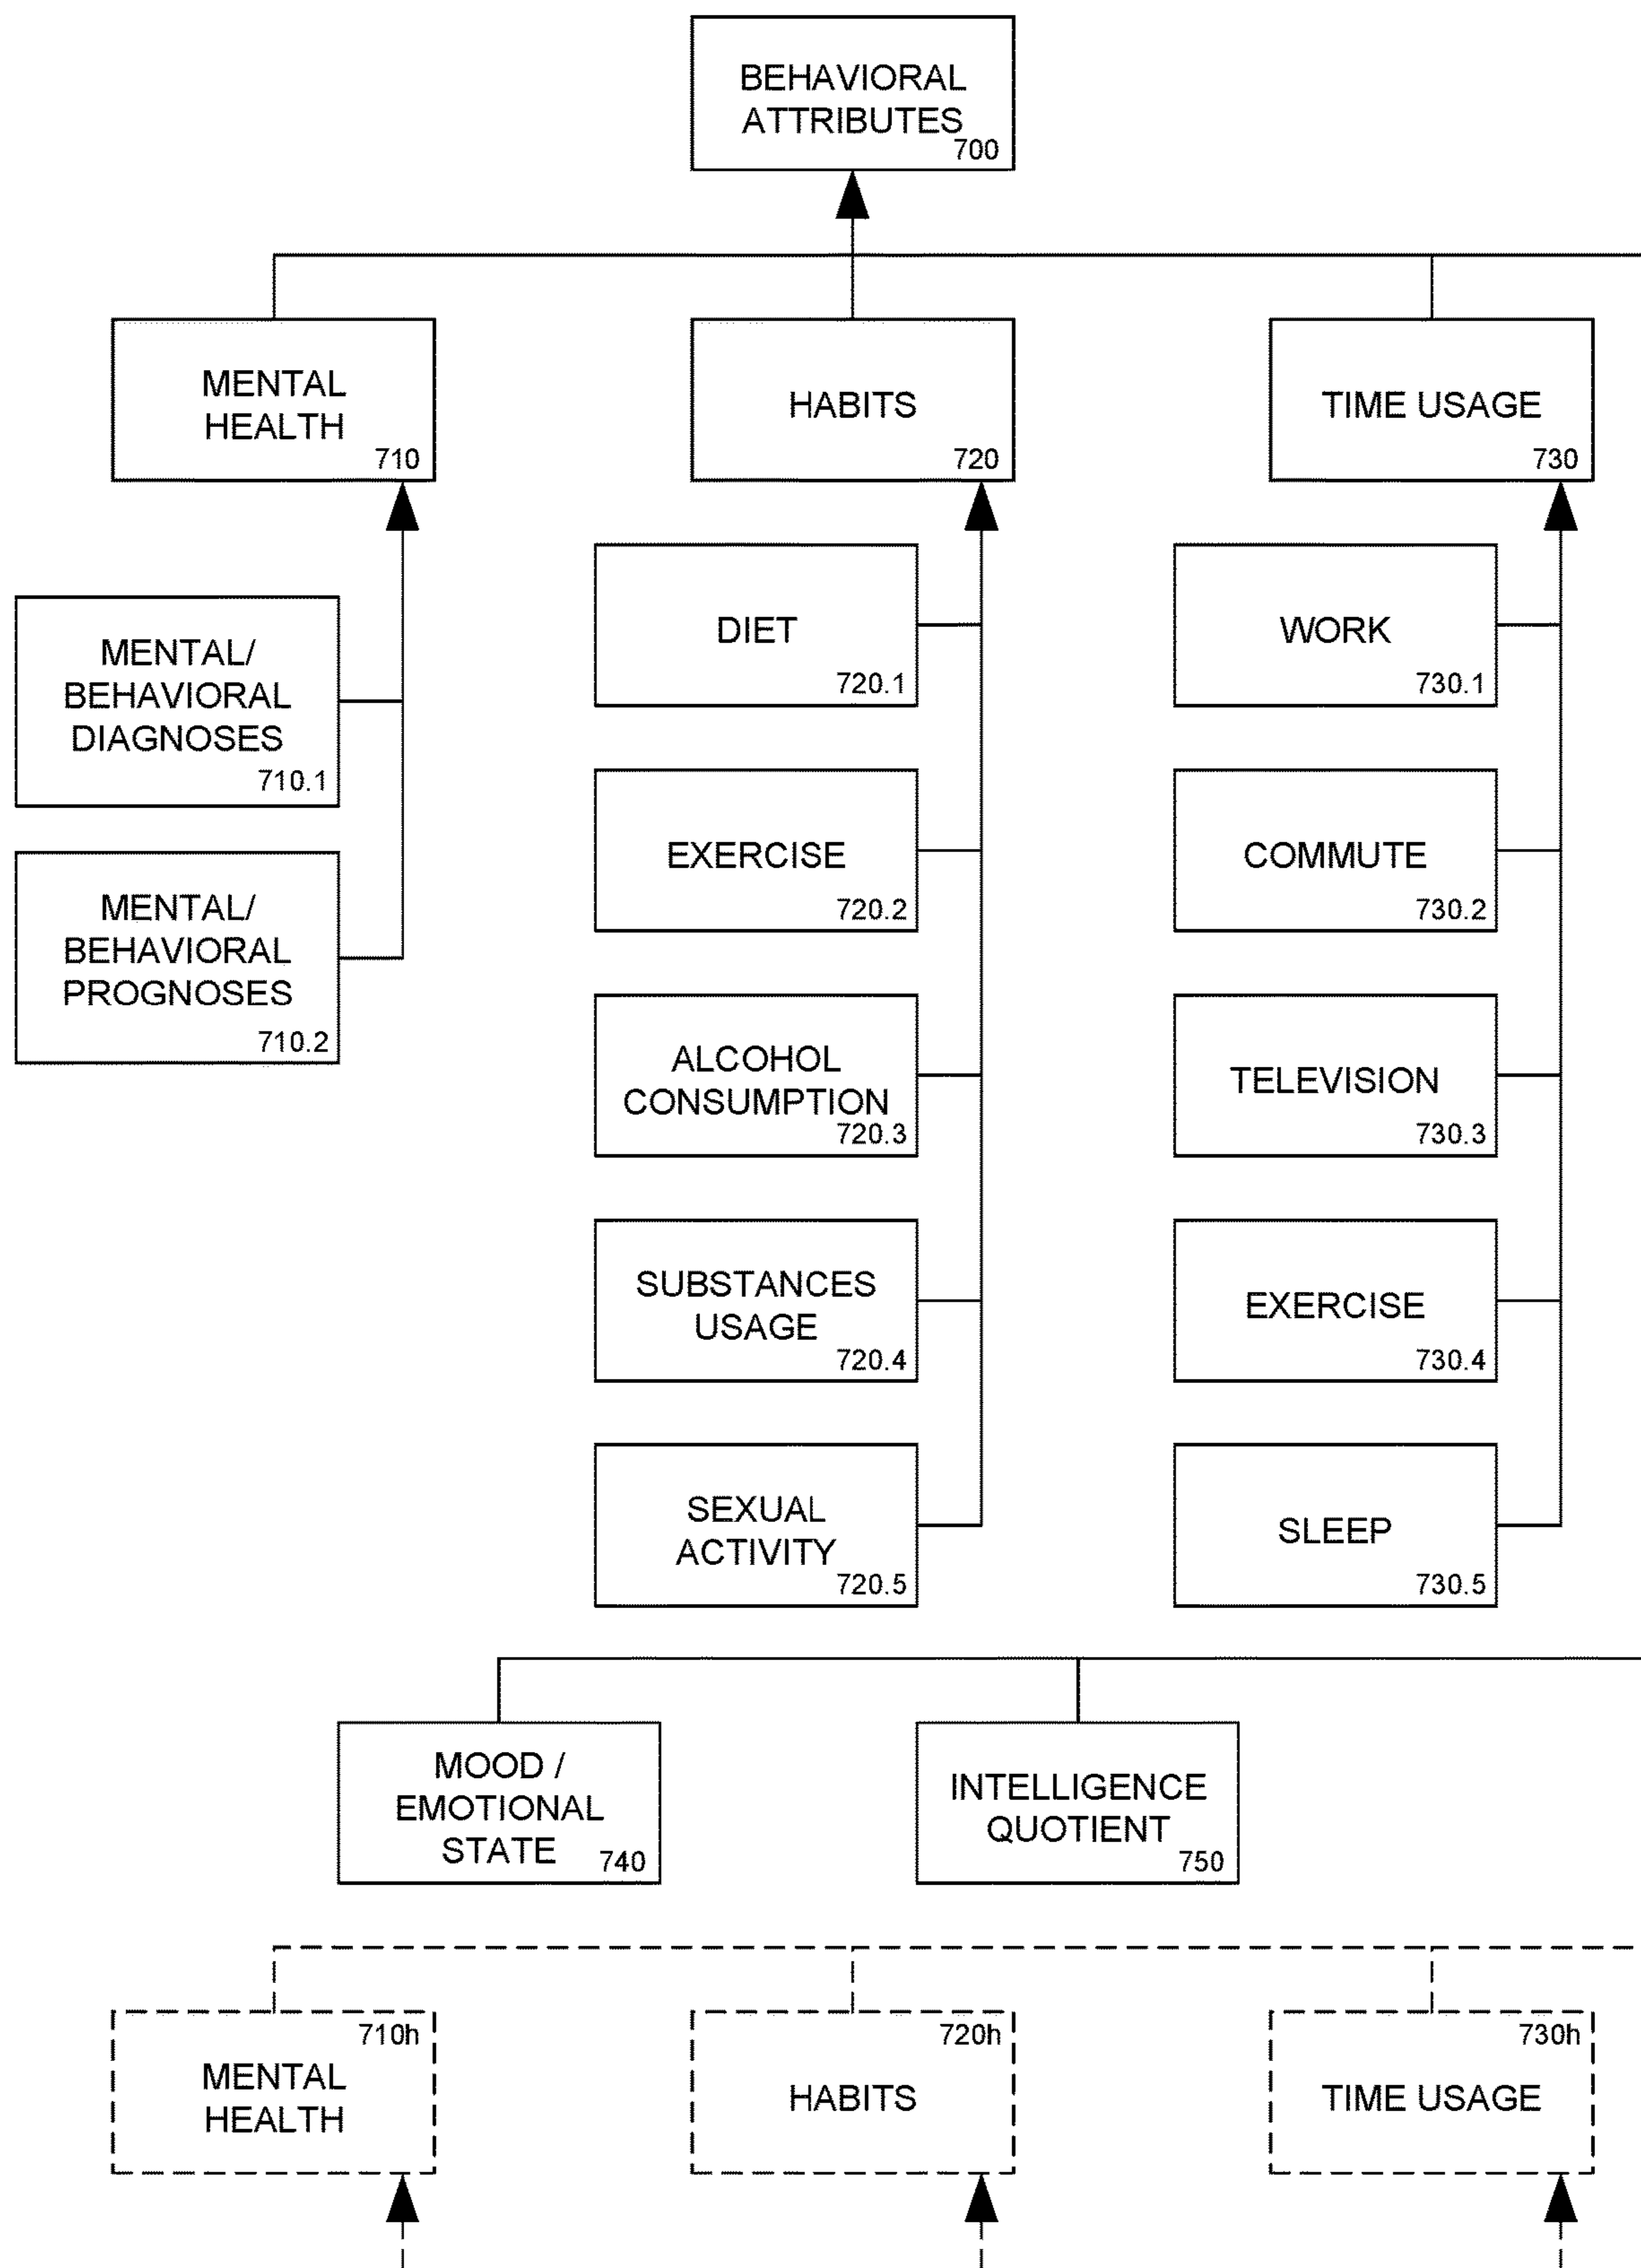 BEHAVIORAL
ATTRIBUTES
700
MENTAL
HEALTH
710
HABITS
720
TIME USAGE
730
MENTAL/
BEHAVIORAL
DIAGNOSES
710.1
MENTAL/
BEHAVIORAL
PROGNOSES
710.2
DIET
720.1
EXERCISE
720.2
ALCOHOL
CONSUMPTION
720.3
SUBSTANCES
USAGE
720.4
SEXUAL
ACTIVITY
720.5
WORK
730.1
COMMUTE
730.2
TELEVISION
730.3
EXERCISE
730.4
SLEEP
730.5
MOOD /
EMOTIONAL
STATE
740
INTELLIGENCE
QUOTIENT
750
710h
MENTAL
HEALTH
720h
HABITS
730h
TIME USAGE